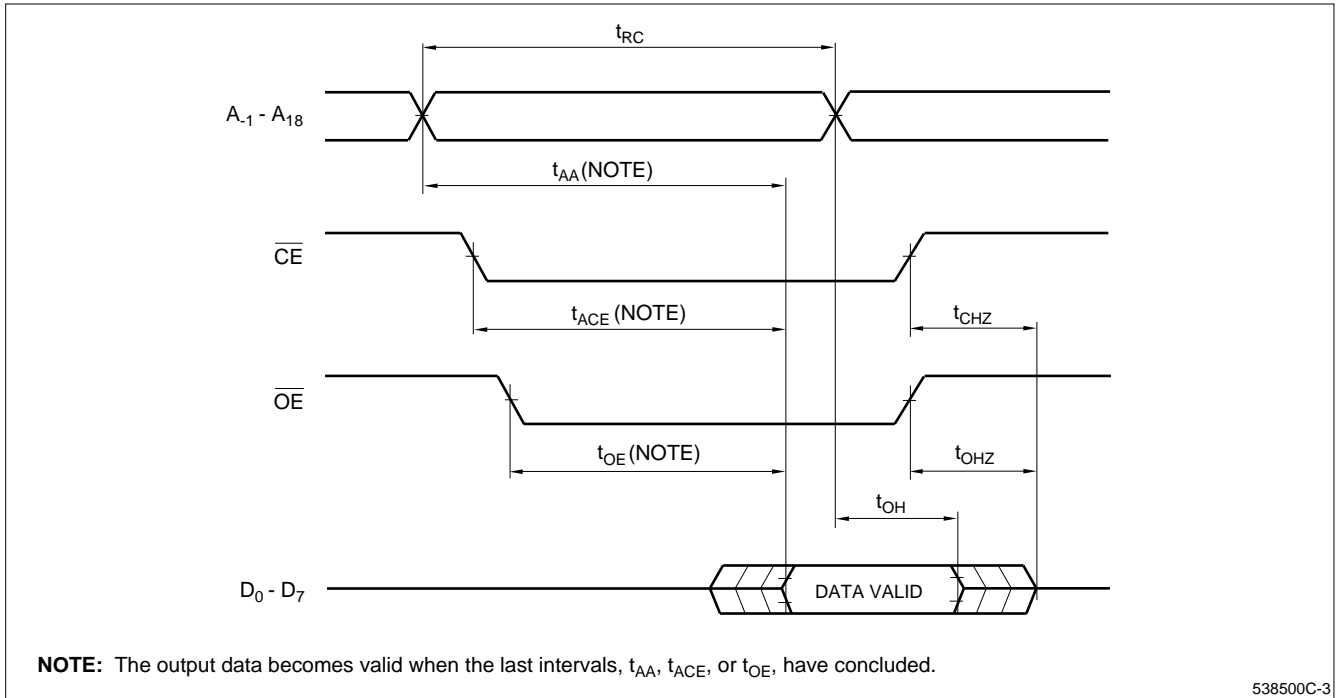 tRC
A-1 - A18
tAA (NOTE)
CE
tACE (NOTE)
tCHZ
OE
tOE (NOTE)
tOHZ
tOH
D0 - D7
DATA VALID
NOTE: The output data becomes valid when the last intervals, tAA, tACE, or tOE, have concluded.
538500C-3